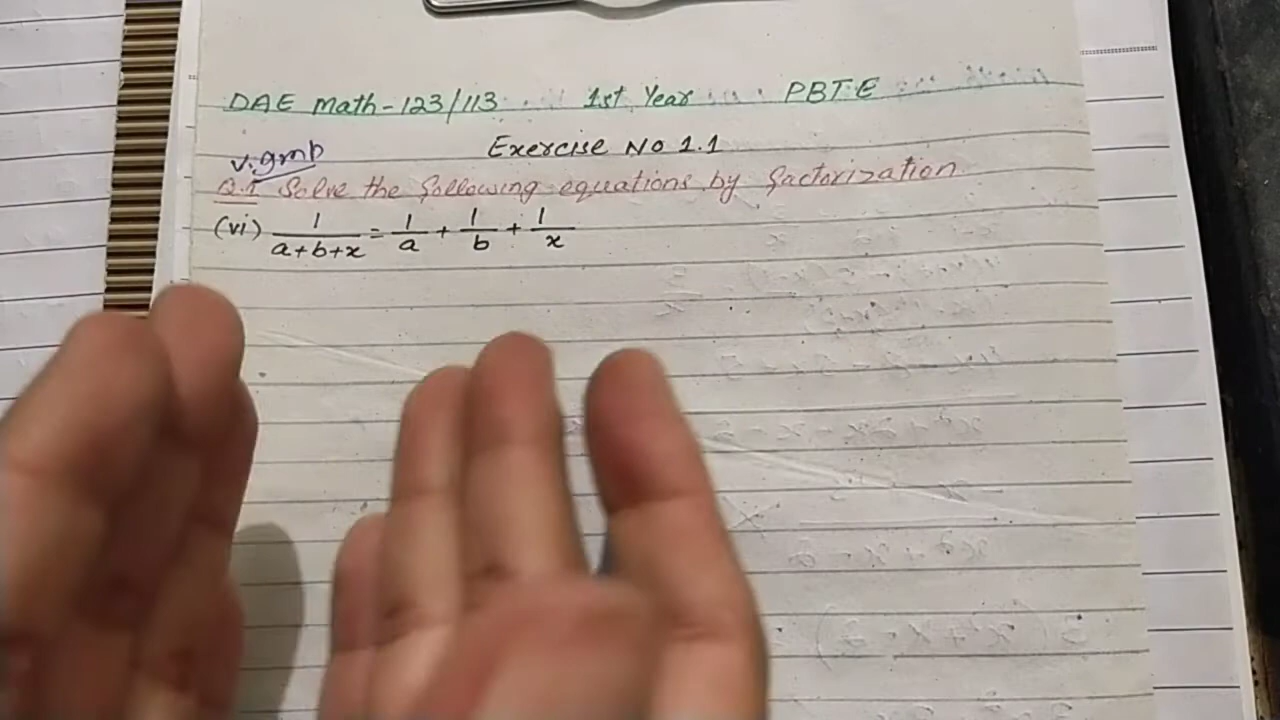 DAE Math-123/113 1st Year PBTE
Exercise No 1.1
V.gmp
Q.1 Solve the following equations by factorization
(vi) 1/(a+b+x) = 1/a + 1/b + 1/x